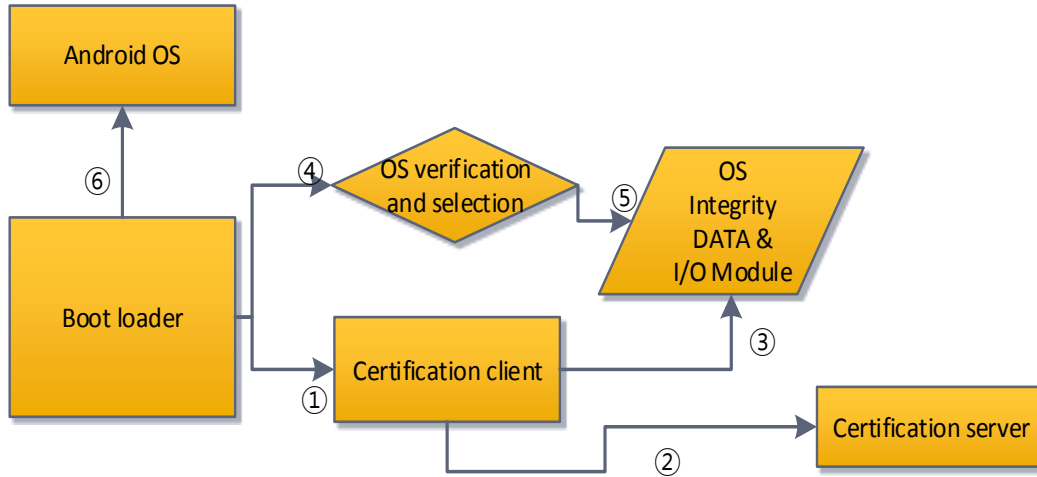 Android OS
⑥
④
OS verification
and selection
⑤
OS
Integrity
DATA &
I/O Module
Boot loader
①
Certification client
③
②
Certification server